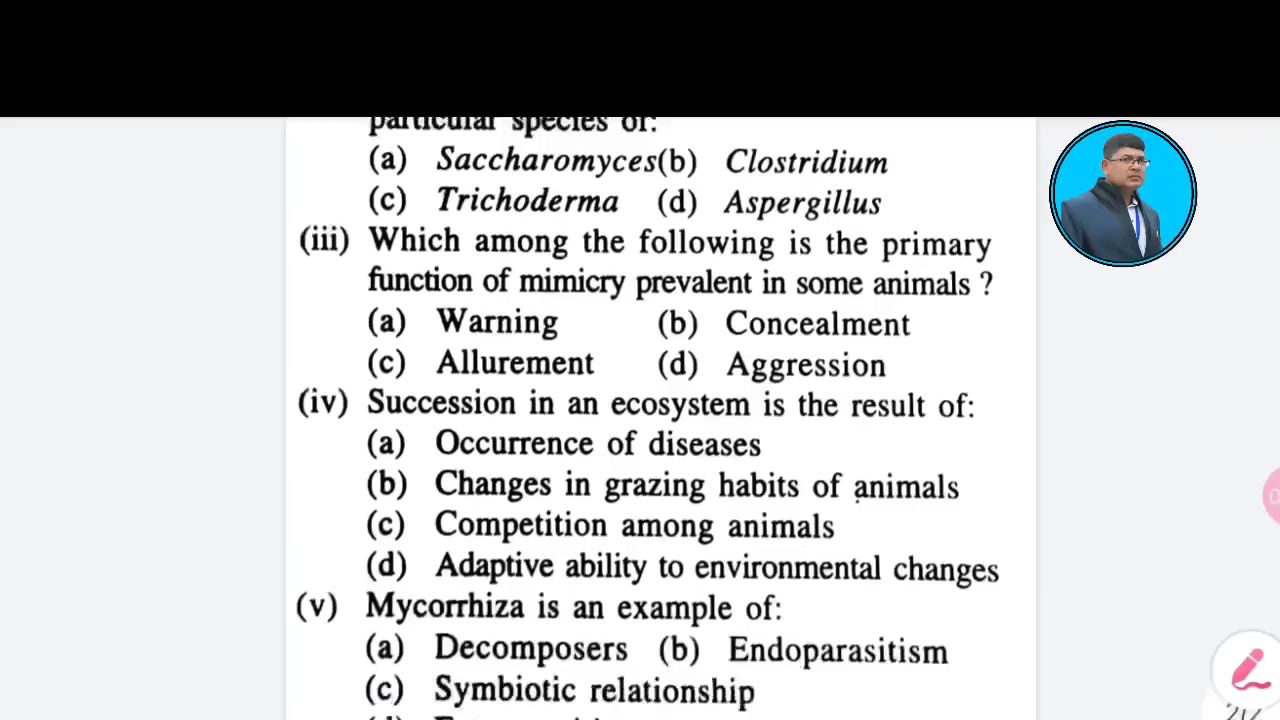 particular species of:
(a) Saccharomyces (b) Clostridium
(c) Trichoderma (d) Aspergillus
(iii) Which among the following is the primary
function of mimicry prevalent in some animals ?
(a) Warning (b) Concealment
(c) Allurement (d) Aggression
(iv) Succession in an ecosystem is the result of:
(a) Occurrence of diseases
(b) Changes in grazing habits of animals
(c) Competition among animals
(d) Adaptive ability to environmental changes
(v) Mycorrhiza is an example of:
(a) Decomposers (b) Endoparasitism
(c) Symbiotic relationship